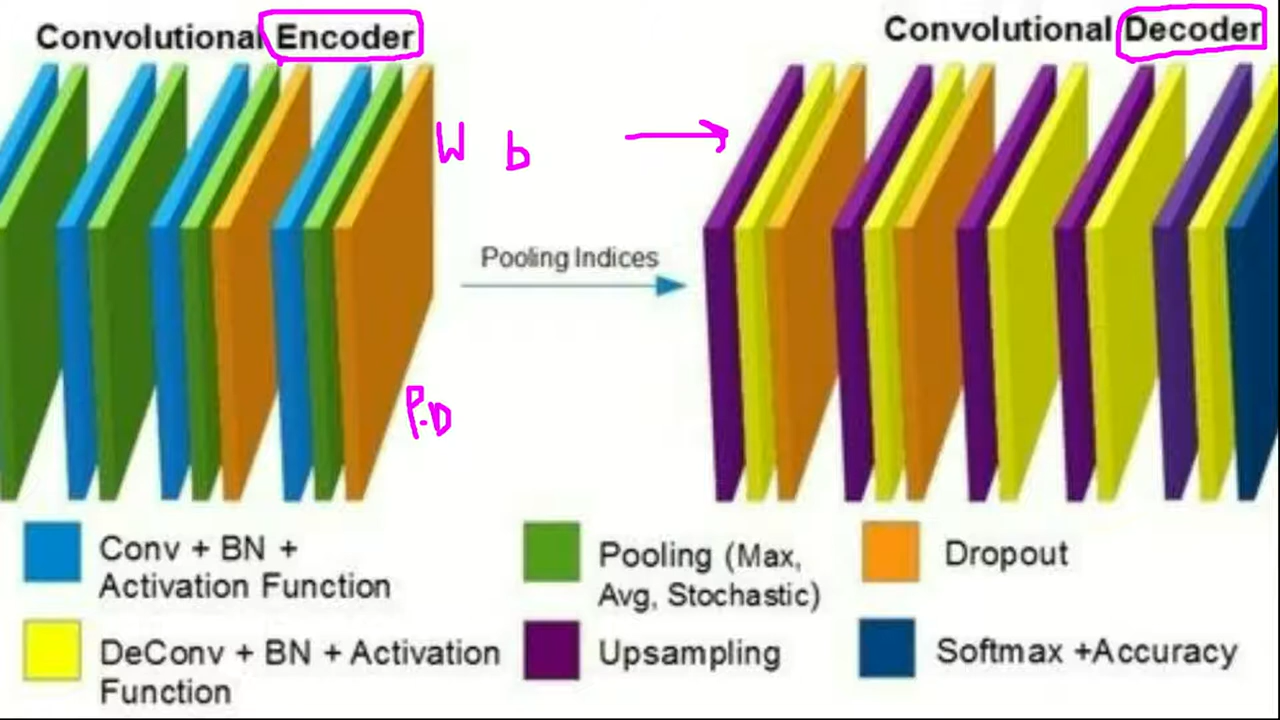 Convolutional Encoder
Convolutional Decoder
W b
Pooling Indices
P.D
Conv + BN +
Activation Function
Pooling (Max,
Avg, Stochastic)
Dropout
DeConv + BN + Activation
Function
Upsampling
Softmax +Accuracy